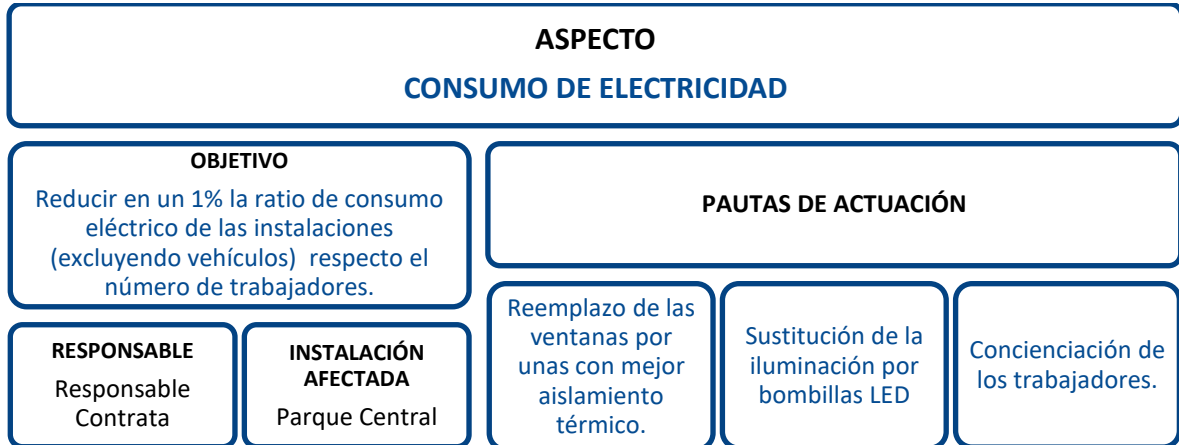 ASPECTO
CONSUMO DE ELECTRICIDAD
OBJETIVO
Reducir en un 1% la ratio de consumo
eléctrico de las instalaciones
(excluyendo vehículos) respecto el
número de trabajadores.
RESPONSABLE
Responsable
Contrata
INSTALACIÓN
AFECTADA
Parque Central
PAUTAS DE ACTUACIÓN
Reemplazo de las
ventanas por
unas con mejor
aislamiento
térmico.
Sustitución de la
iluminación por
bombillas LED
Concienciación de
los trabajadores.